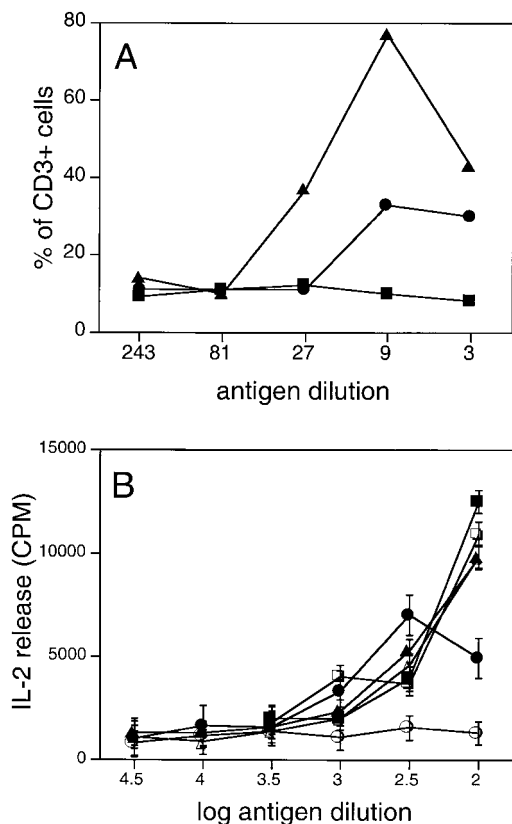 A
% of CD3+ cells
80
60
40
20
0
243 81 27 9 3
antigen dilution
B
IL-2 release (CPM)
15000
10000
5000
0
4.5 4 3.5 3 2.5 2
log antigen dilution